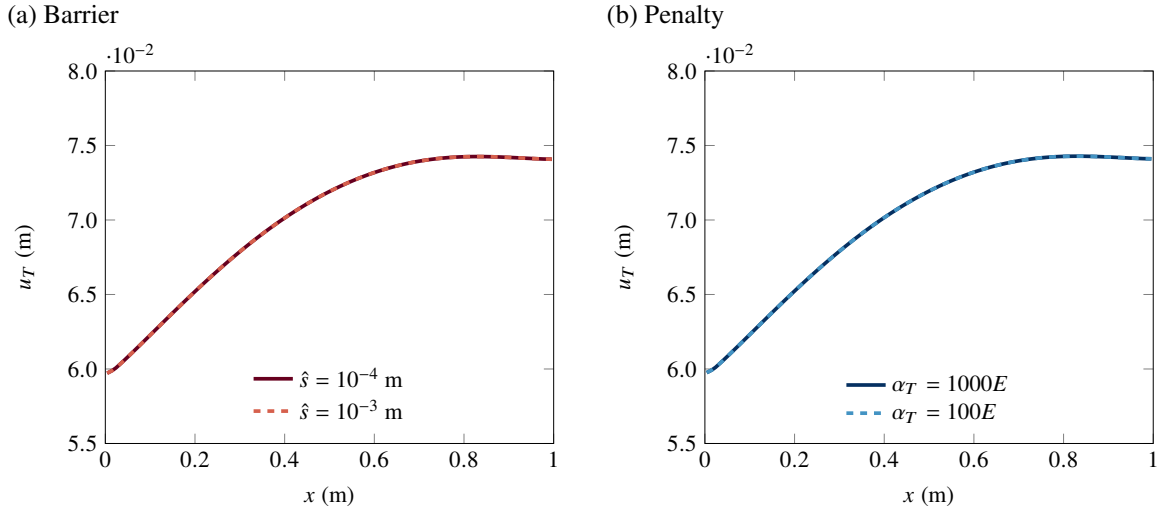 (a) Barrier
·10⁻²
8.0
7.5
7.0
6.5
6.0
5.5
u_T (m)
ŝ = 10⁻⁴ m
ŝ = 10⁻³ m
0 0.2 0.4 0.6 0.8 1
x (m)
(b) Penalty
·10⁻²
8.0
7.5
7.0
6.5
6.0
5.5
u_T (m)
α_T = 1000E
α_T = 100E
0 0.2 0.4 0.6 0.8 1
x (m)